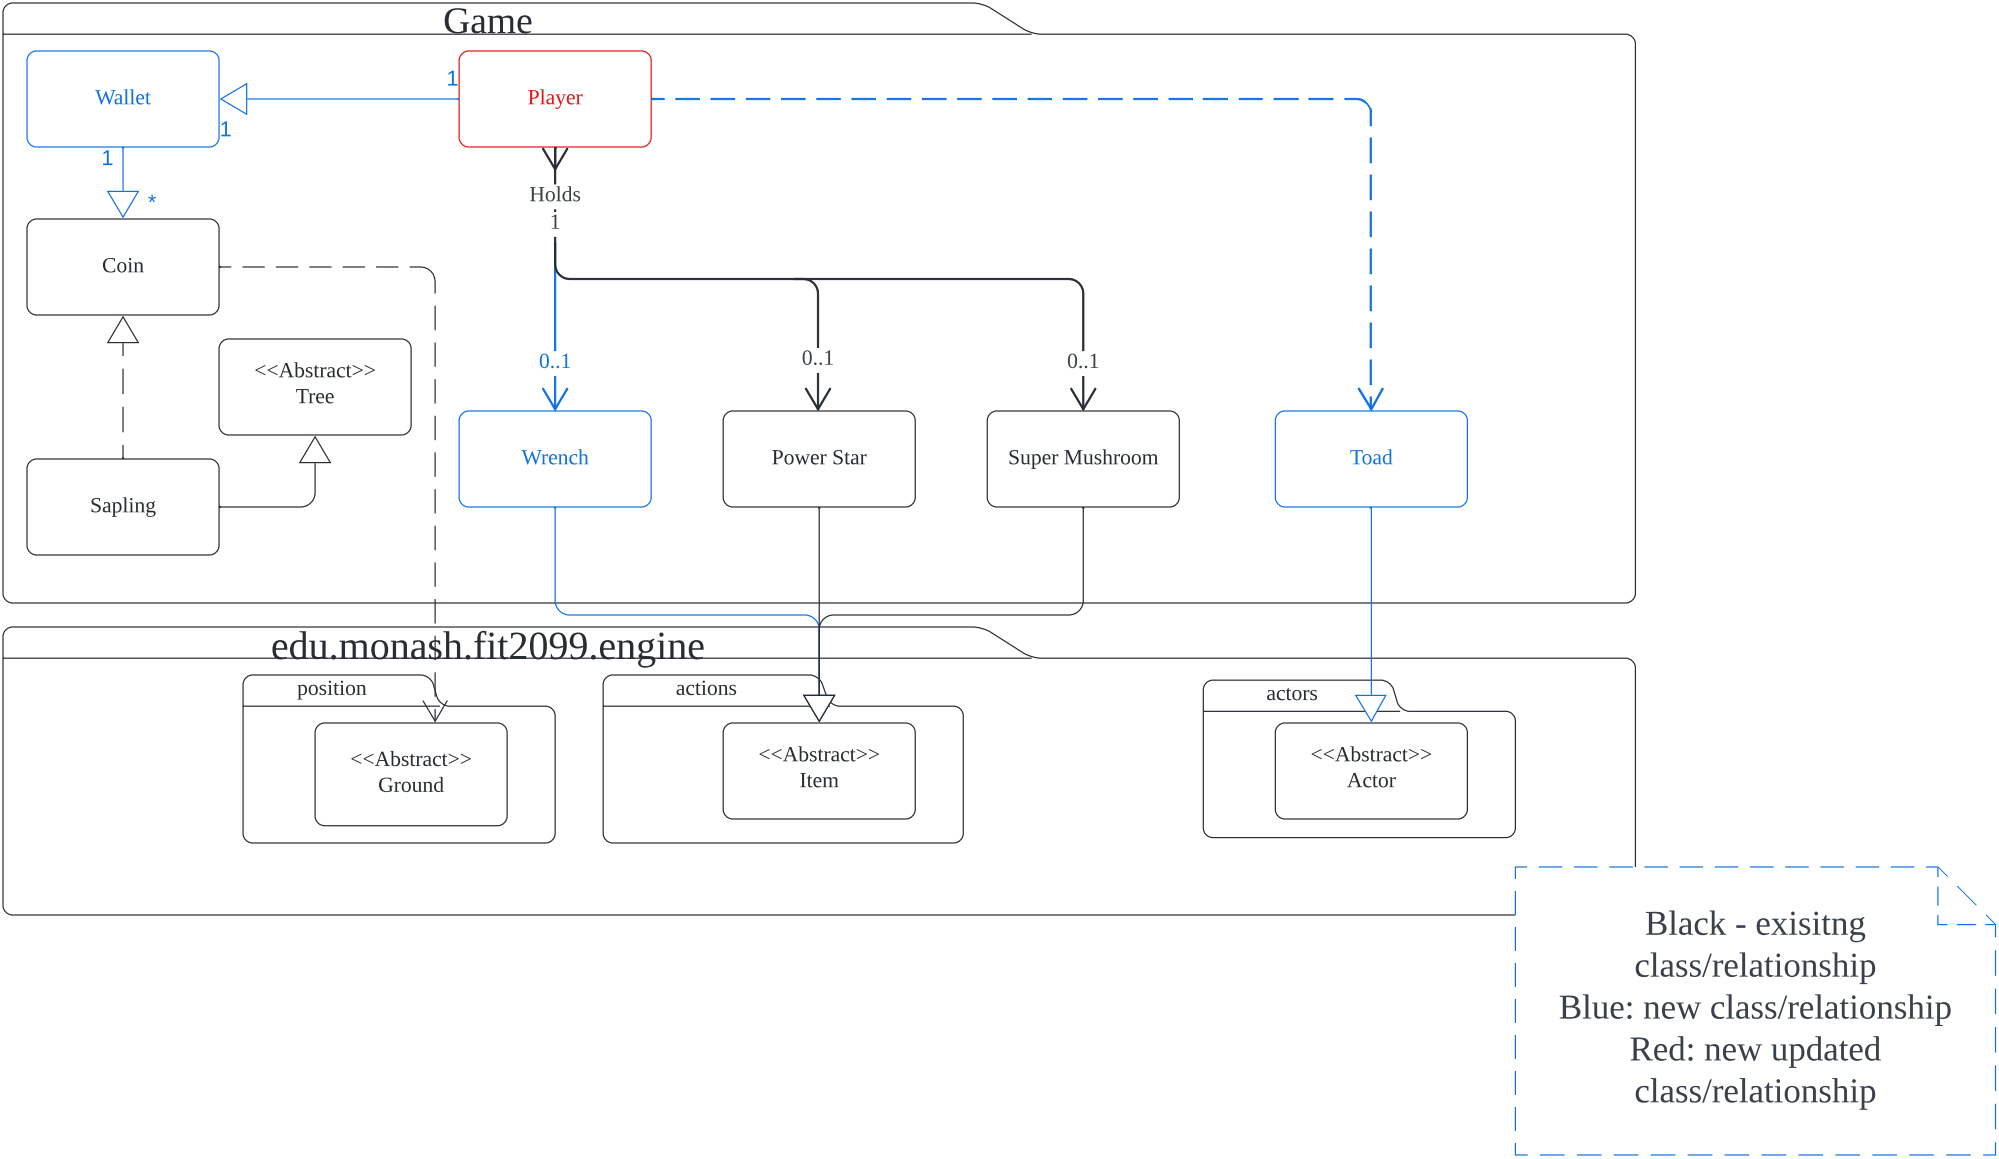 Game
Wallet
1
Player
1
1
*
Holds
1
Coin
<<Abstract>>
Tree
0..1
0..1
0..1
Wrench
Power Star
Super Mushroom
Toad
Sapling
edu.monash.fit2099.engine
position
actions
actors
<<Abstract>>
Ground
<<Abstract>>
Item
<<Abstract>>
Actor
Black - exisitng
class/relationship
Blue: new class/relationship
Red: new updated
class/relationship